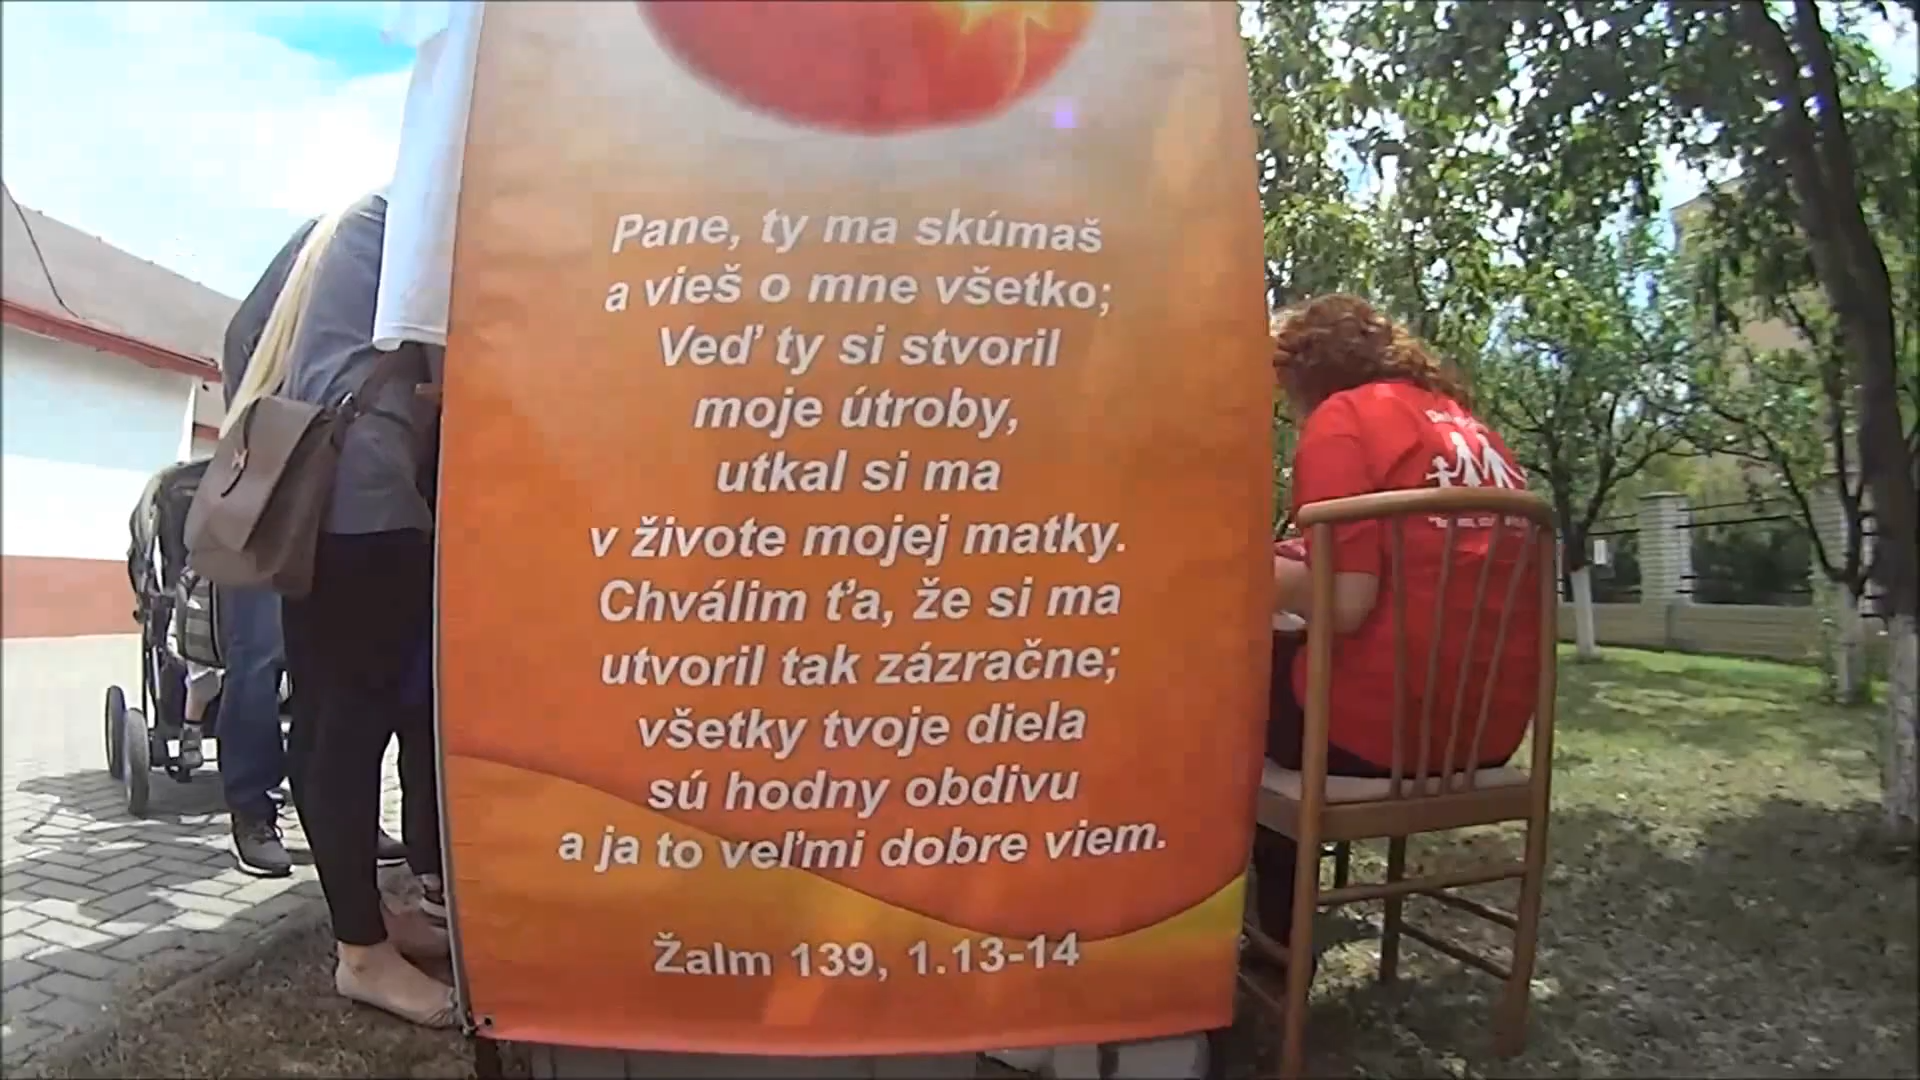 Pane, ty ma skúmaš
a vieš o mne všetko;
Veď ty si stvoril
moje útroby,
utkal si ma
v živote mojej matky.
Chválim ťa, že si ma
utvoril tak zázračne;
všetky tvoje diela
sú hodny obdivu
a ja to veľmi dobre viem.
Žalm 139, 1.13-14